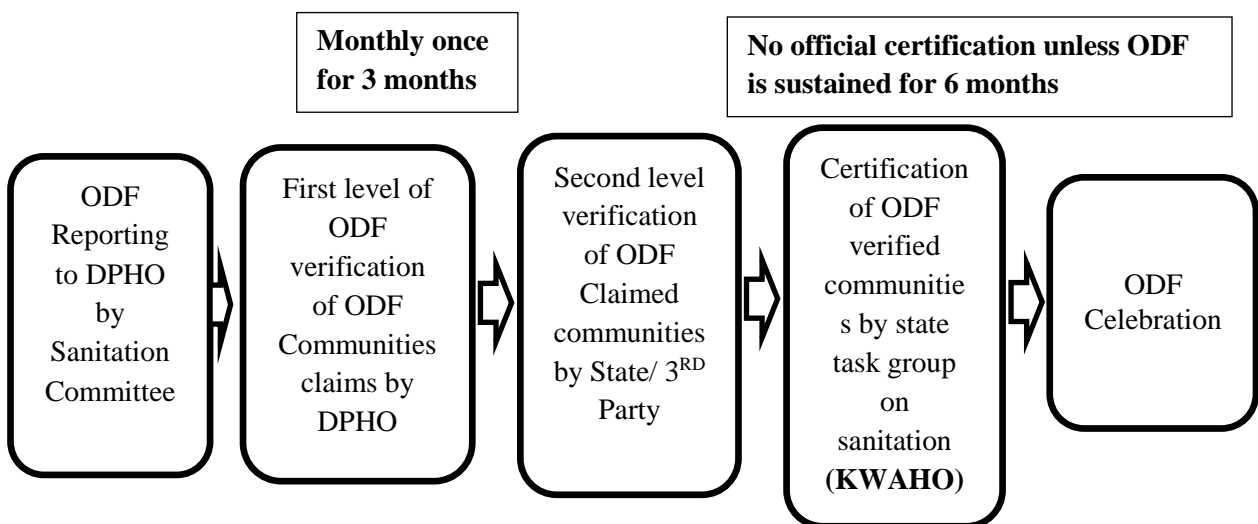 Monthly once
for 3 months
No official certification unless ODF
is sustained for 6 months
ODF
Reporting
to DPHO
by
Sanitation
Committee
First level of
ODF
verification
of ODF
Communities
claims by
DPHO
Second level
verification
of ODF
Claimed
communities
by State/ 3RD
Party
Certification
of ODF
verified
communitie
s by state
task group
on
sanitation
(KWAHO)
ODF
Celebration